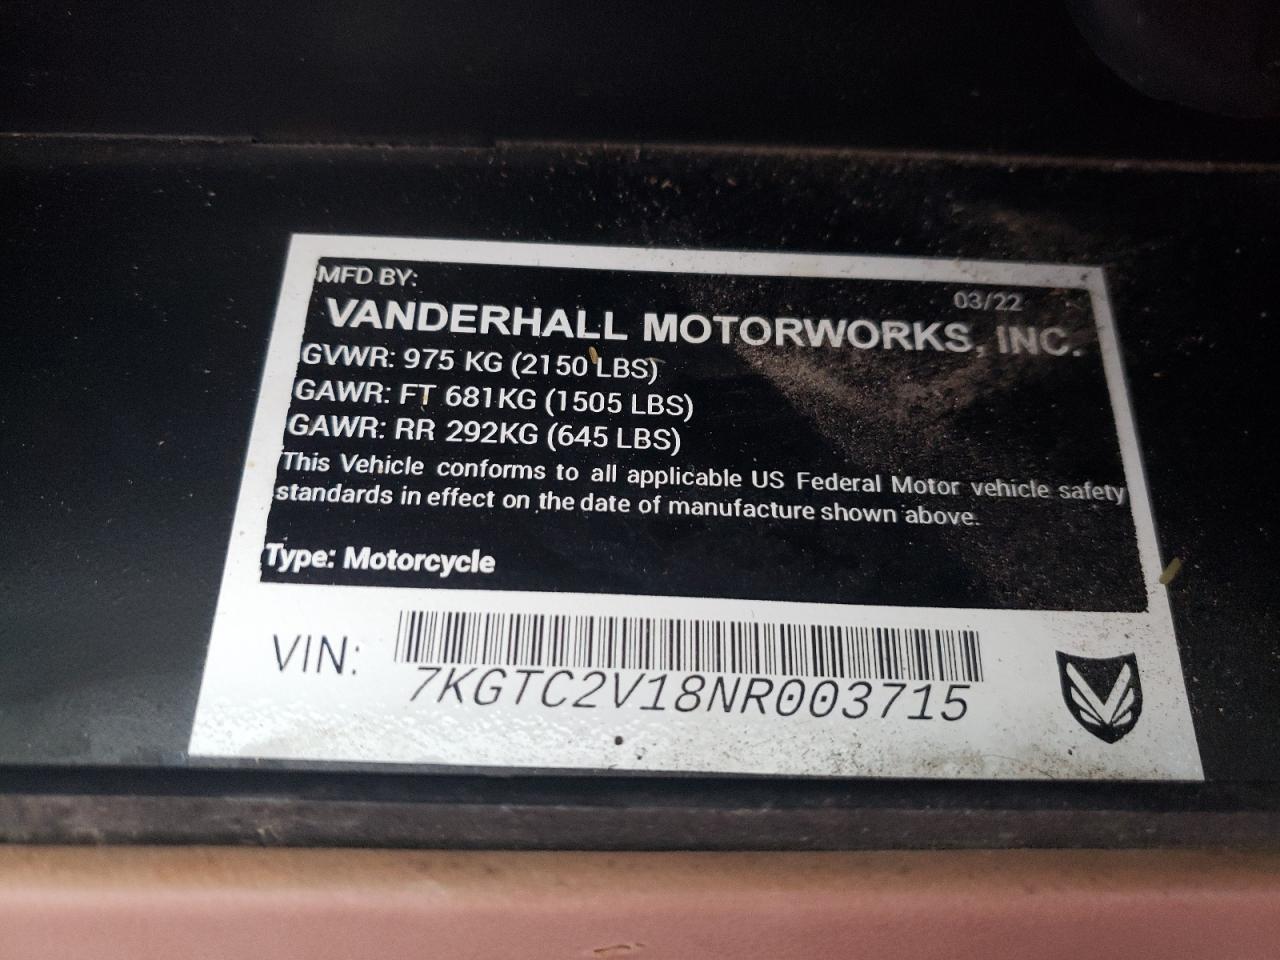 MFD BY:
03/22
VANDERHALL MOTORWORKS, INC.
GVWR: 975 KG (2150 LBS)
GAWR: FT 681KG (1505 LBS)
GAWR: RR 292KG (645 LBS)
This Vehicle conforms to all applicable US Federal Motor vehicle safety
standards in effect on the date of manufacture shown above.
Type: Motorcycle
VIN:
7KGTC2V18NR003715